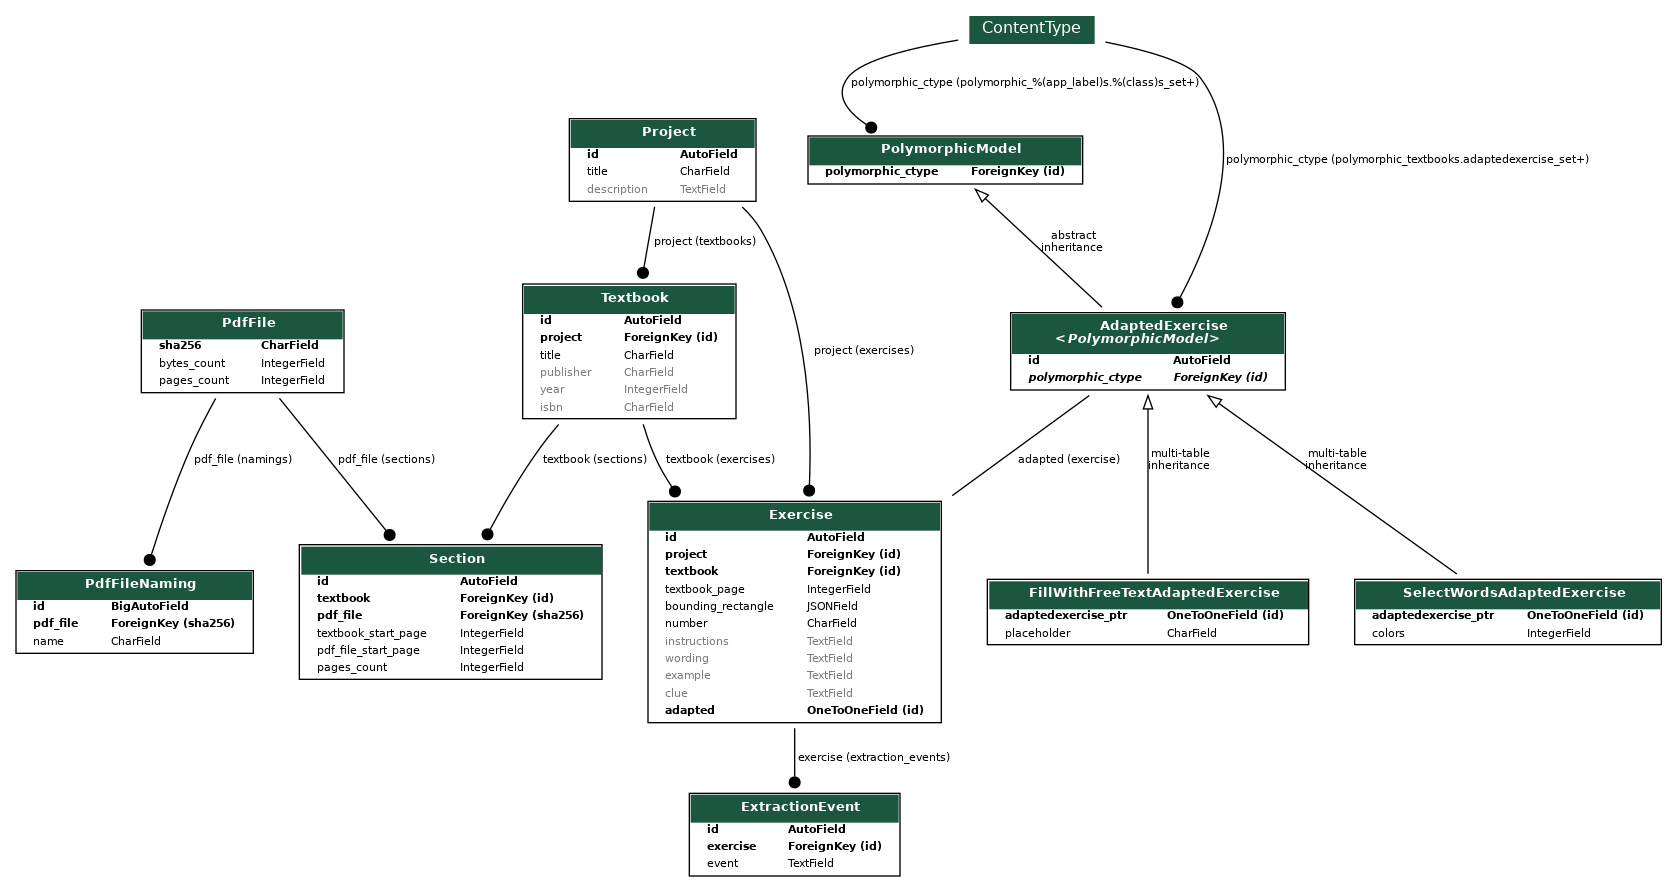 ContentType
polymorphic_ctype (polymorphic_%(app_label)s.%(class)s_set+)
polymorphic_ctype (polymorphic_textbooks.adaptedexercise_set+)
Project
id AutoField
title CharField
description TextField
PolymorphicModel
polymorphic_ctype ForeignKey (id)
project (textbooks)
abstract
inheritance
project (exercises)
Textbook
id AutoField
project ForeignKey (id)
title CharField
publisher CharField
year IntegerField
isbn CharField
PdfFile
sha256 CharField
bytes_count IntegerField
pages_count IntegerField
AdaptedExercise
<PolymorphicModel>
id AutoField
polymorphic_ctype ForeignKey (id)
pdf_file (namings)
pdf_file (sections)
textbook (sections)
textbook (exercises)
adapted (exercise)
multi-table
inheritance
multi-table
inheritance
PdfFileNaming
id BigAutoField
pdf_file ForeignKey (sha256)
name CharField
Section
id AutoField
textbook ForeignKey (id)
pdf_file ForeignKey (sha256)
textbook_start_page IntegerField
pdf_file_start_page IntegerField
pages_count IntegerField
Exercise
id AutoField
project ForeignKey (id)
textbook ForeignKey (id)
textbook_page IntegerField
bounding_rectangle JSONField
number CharField
instructions TextField
wording TextField
example TextField
clue TextField
adapted OneToOneField (id)
FillWithFreeTextAdaptedExercise
adaptedexercise_ptr OneToOneField (id)
placeholder CharField
SelectWordsAdaptedExercise
adaptedexercise_ptr OneToOneField (id)
colors IntegerField
exercise (extraction_events)
ExtractionEvent
id AutoField
exercise ForeignKey (id)
event TextField